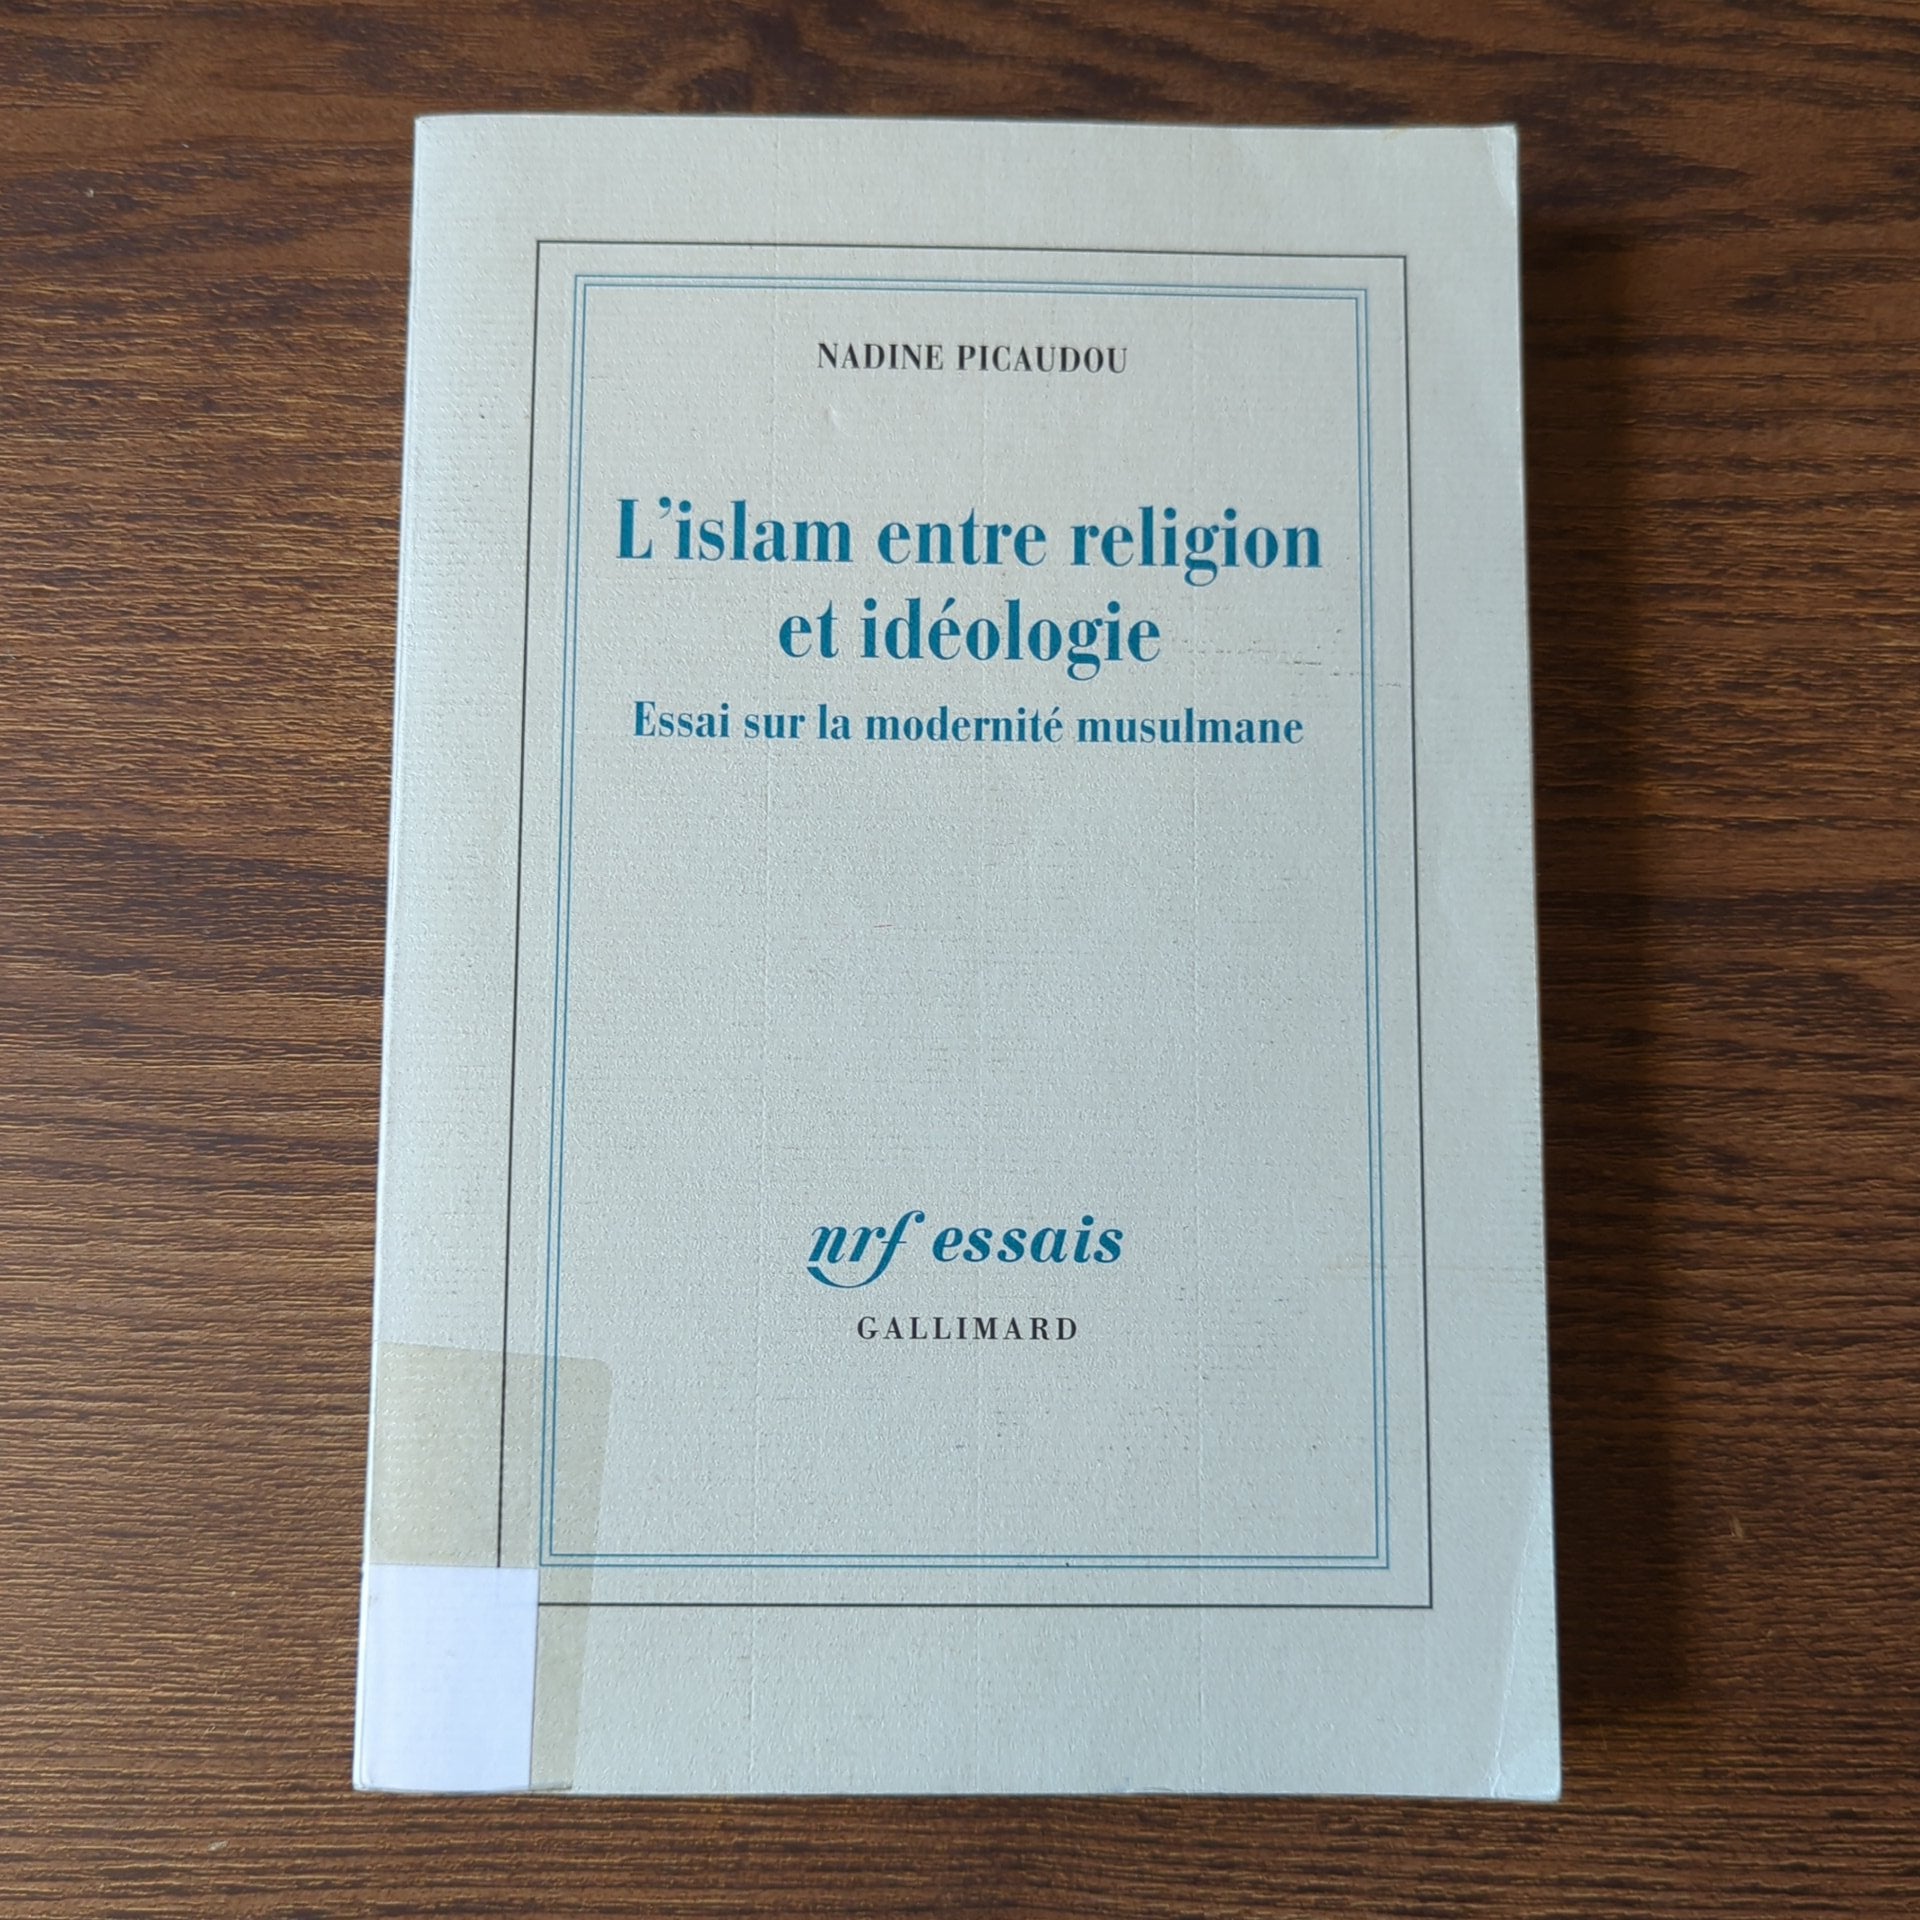 NADINE PICAUDOU
L'islam entre religion
et idéologie
Essai sur la modernité musulmane
nrf essais
GALLIMARD